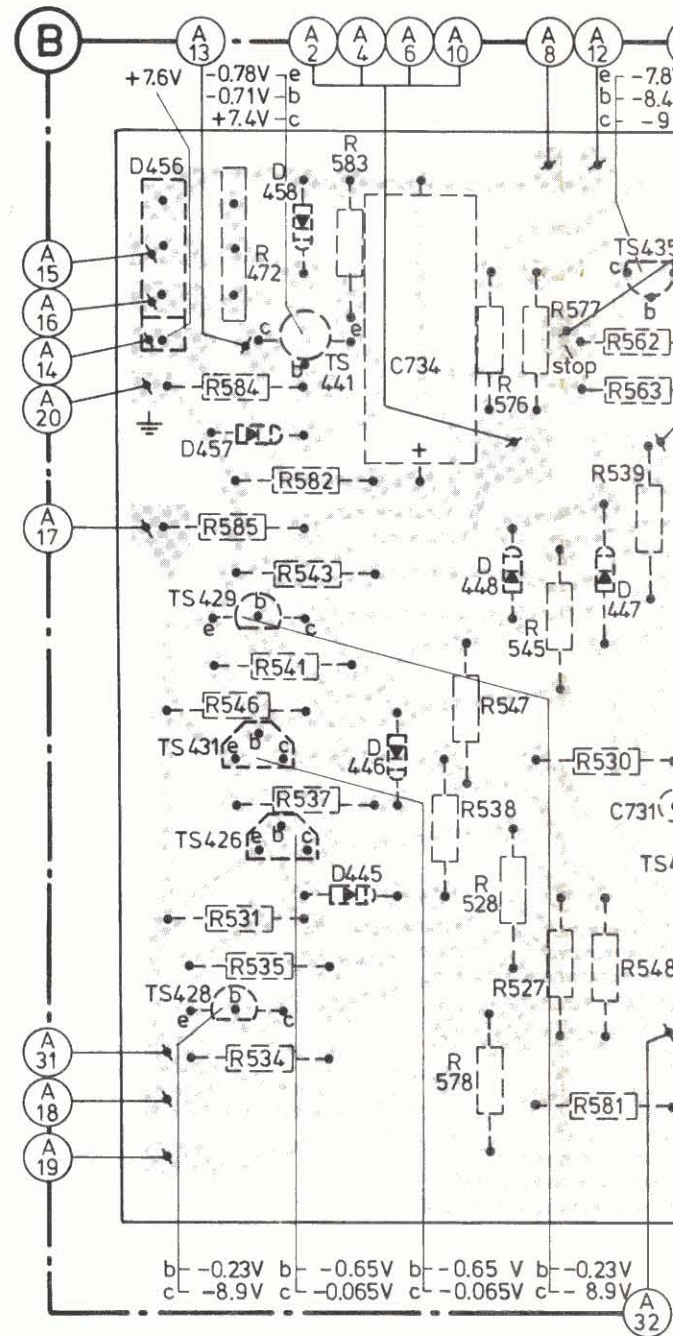 B
A 13
A 2
A 4
A 6
A 10
A 8
A 12
+7.6V
-0.78V e
-0.71V b
+7.4V c
e -7.8
b -8.4
c -9
D456
D 458
R 583
R 472
TS435
c
b
A 15
A 16
A 14
A 20
c
e
b
TS 441
C734
+
R 576
R577
stop
R562
R563
R584
D457
R582
R539
A 17
R585
R543
D 448
D 447
R 545
TS429
e
b
c
R541
R547
R546
TS431
e
b
c
D 446
R530
R537
R538
C731
TS426
e
b
c
TS4
D445
R 528
R531
R535
R527
R548
TS428
e
b
c
A 31
R534
R 578
A 18
R581
A 19
b -0.23V
c -8.9V
b -0.65V
c -0.065V
b -0.65 V
c -0.065V
b -0.23V
c 8.9V
A 32